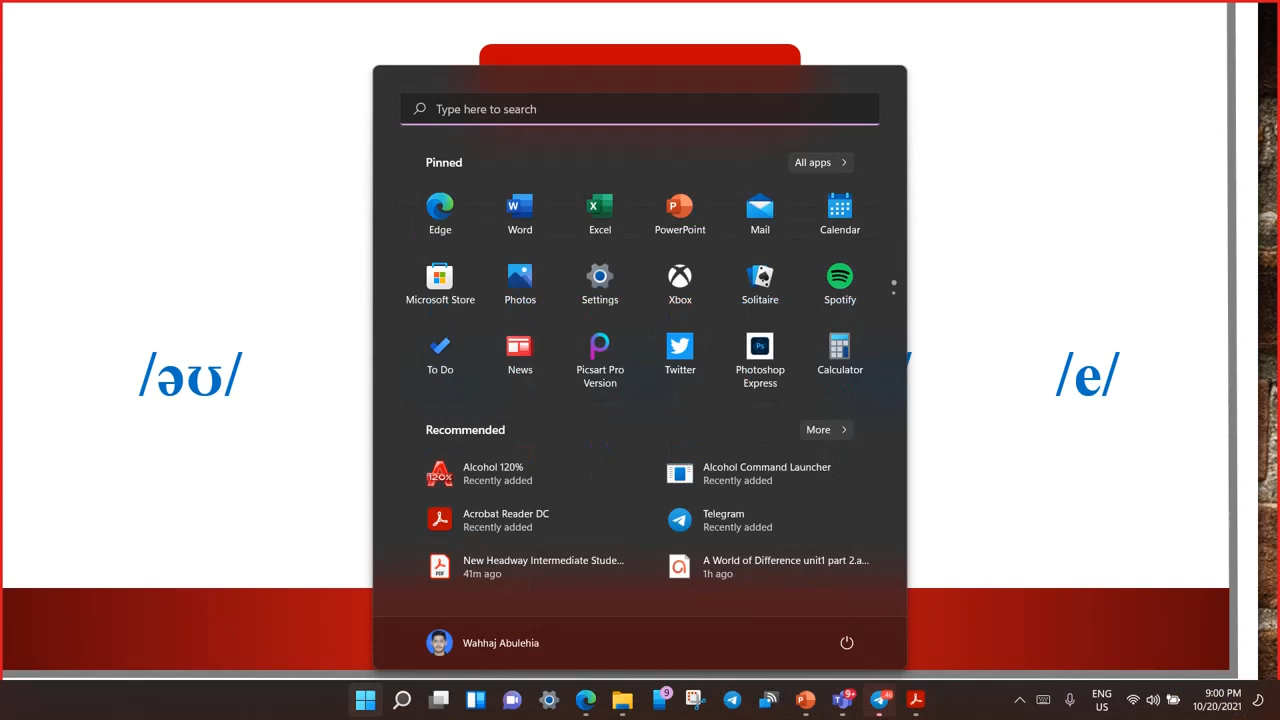 Type here to search
Pinned
All apps
Edge
Word
Excel
PowerPoint
Mail
Calendar
Microsoft Store
Photos
Settings
Xbox
Solitaire
Spotify
To Do
News
Picsart Pro
Version
Twitter
Photoshop
Express
Calculator
/əʊ/
/e/
Recommended
More
Alcohol 120%
Recently added
Alcohol Command Launcher
Recently added
Acrobat Reader DC
Recently added
Telegram
Recently added
New Headway Intermediate Stude...
41m ago
A World of Difference unit1 part 2.a...
1h ago
Wahhaj Abulehia
9
9+
46
ENG
US
9:00 PM
10/20/2021